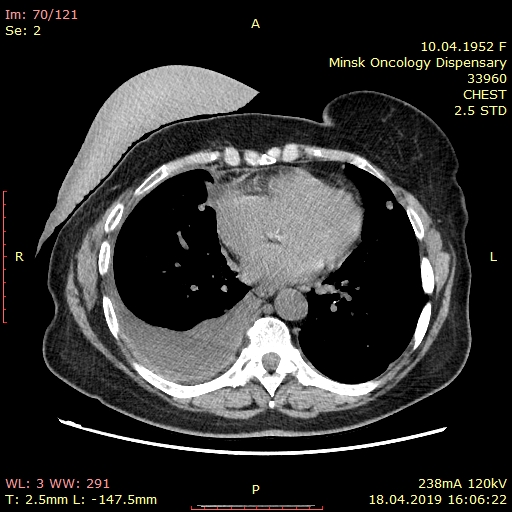 Im: 70/121
Se: 2
A
10.04.1952 F
Minsk Oncology Dispensary
33960
CHEST
2.5 STD
R
L
WL: 3 WW: 291
T: 2.5mm L: -147.5mm
P
238mA 120kV
18.04.2019 16:06:22